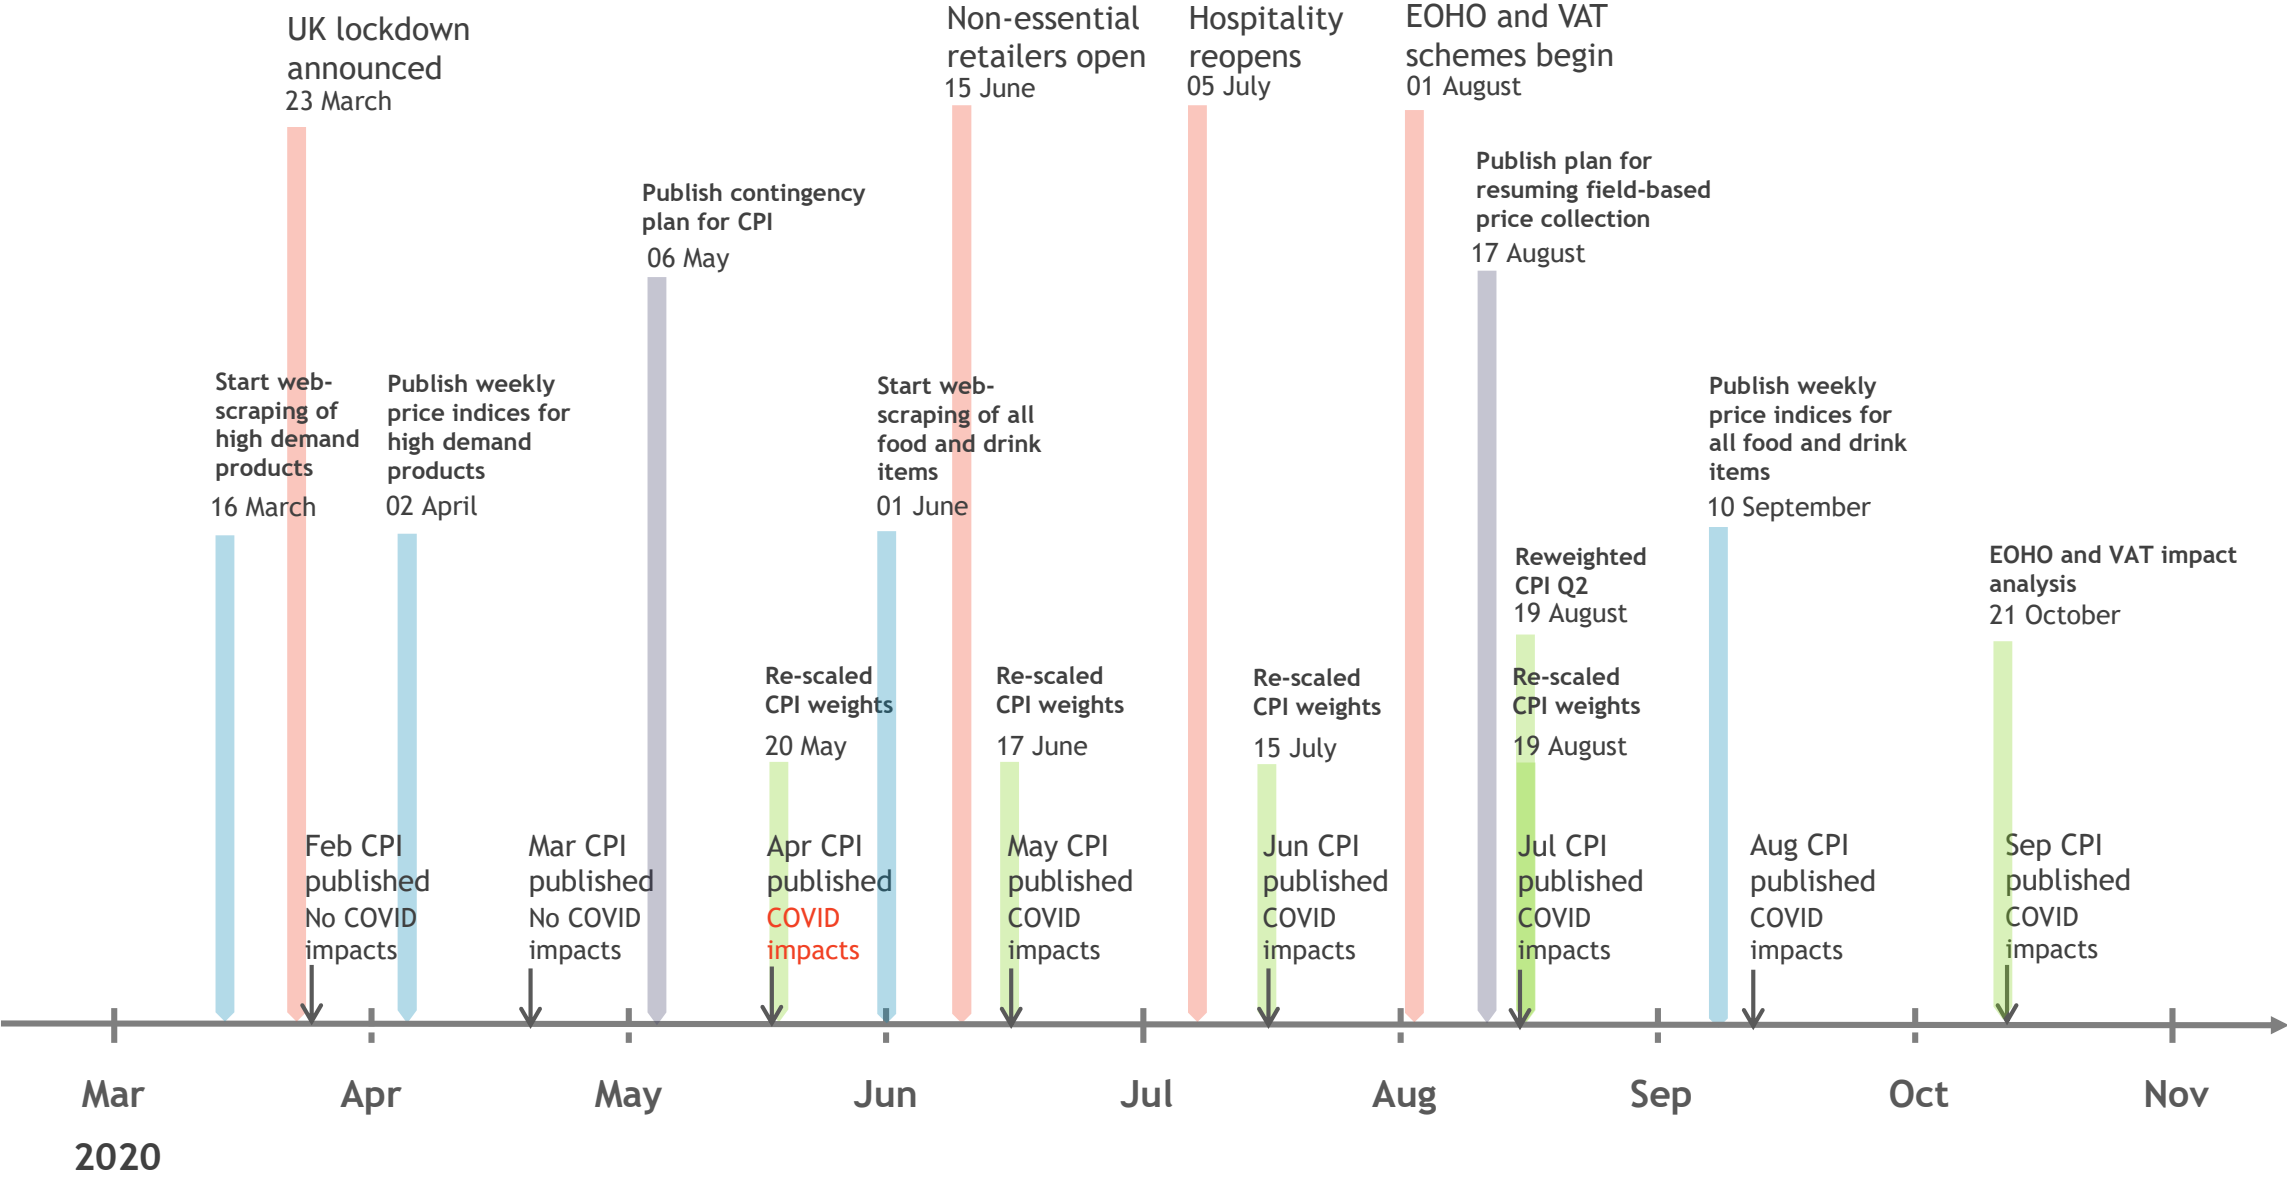 UK lockdown
announced
23 March
Non-essential
retailers open
15 June
Hospitality
reopens
05 July
EOHO and VAT
schemes begin
01 August
Publish contingency
plan for CPI
06 May
Publish plan for
resuming field-based
price collection
17 August
Start web-
scraping of
high demand
products
16 March
Publish weekly
price indices for
high demand
products
02 April
Start web-
scraping of all
food and drink
items
01 June
Publish weekly
price indices for
all food and drink
items
10 September
Reweighted
CPI Q2
19 August
EOHO and VAT impact
analysis
21 October
Re-scaled
CPI weights
20 May
Re-scaled
CPI weights
17 June
Re-scaled
CPI weights
15 July
Re-scaled
CPI weights
19 August
Feb CPI
published
No COVID
impacts
Mar CPI
published
No COVID
impacts
Apr CPI
published
COVID
impacts
May CPI
published
COVID
impacts
Jun CPI
published
COVID
impacts
Jul CPI
published
COVID
impacts
Aug CPI
published
COVID
impacts
Sep CPI
published
COVID
impacts
Mar Apr May Jun Jul Aug Sep Oct Nov
2020